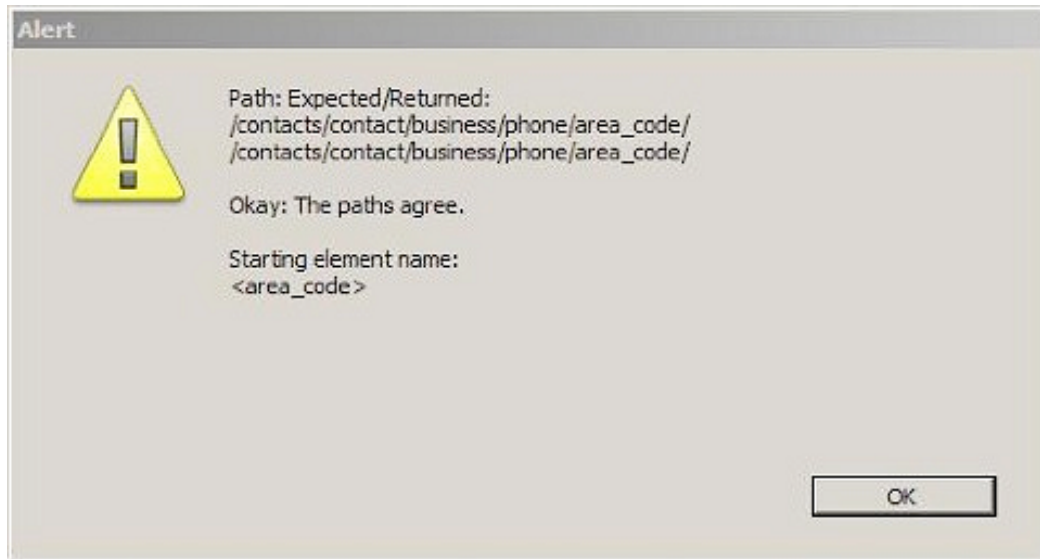 Alert
Path: Expected/Returned:
/contacts/contact/business/phone/area_code/
/contacts/contact/business/phone/area_code/
Okay: The paths agree.
Starting element name:
<area_code>
OK